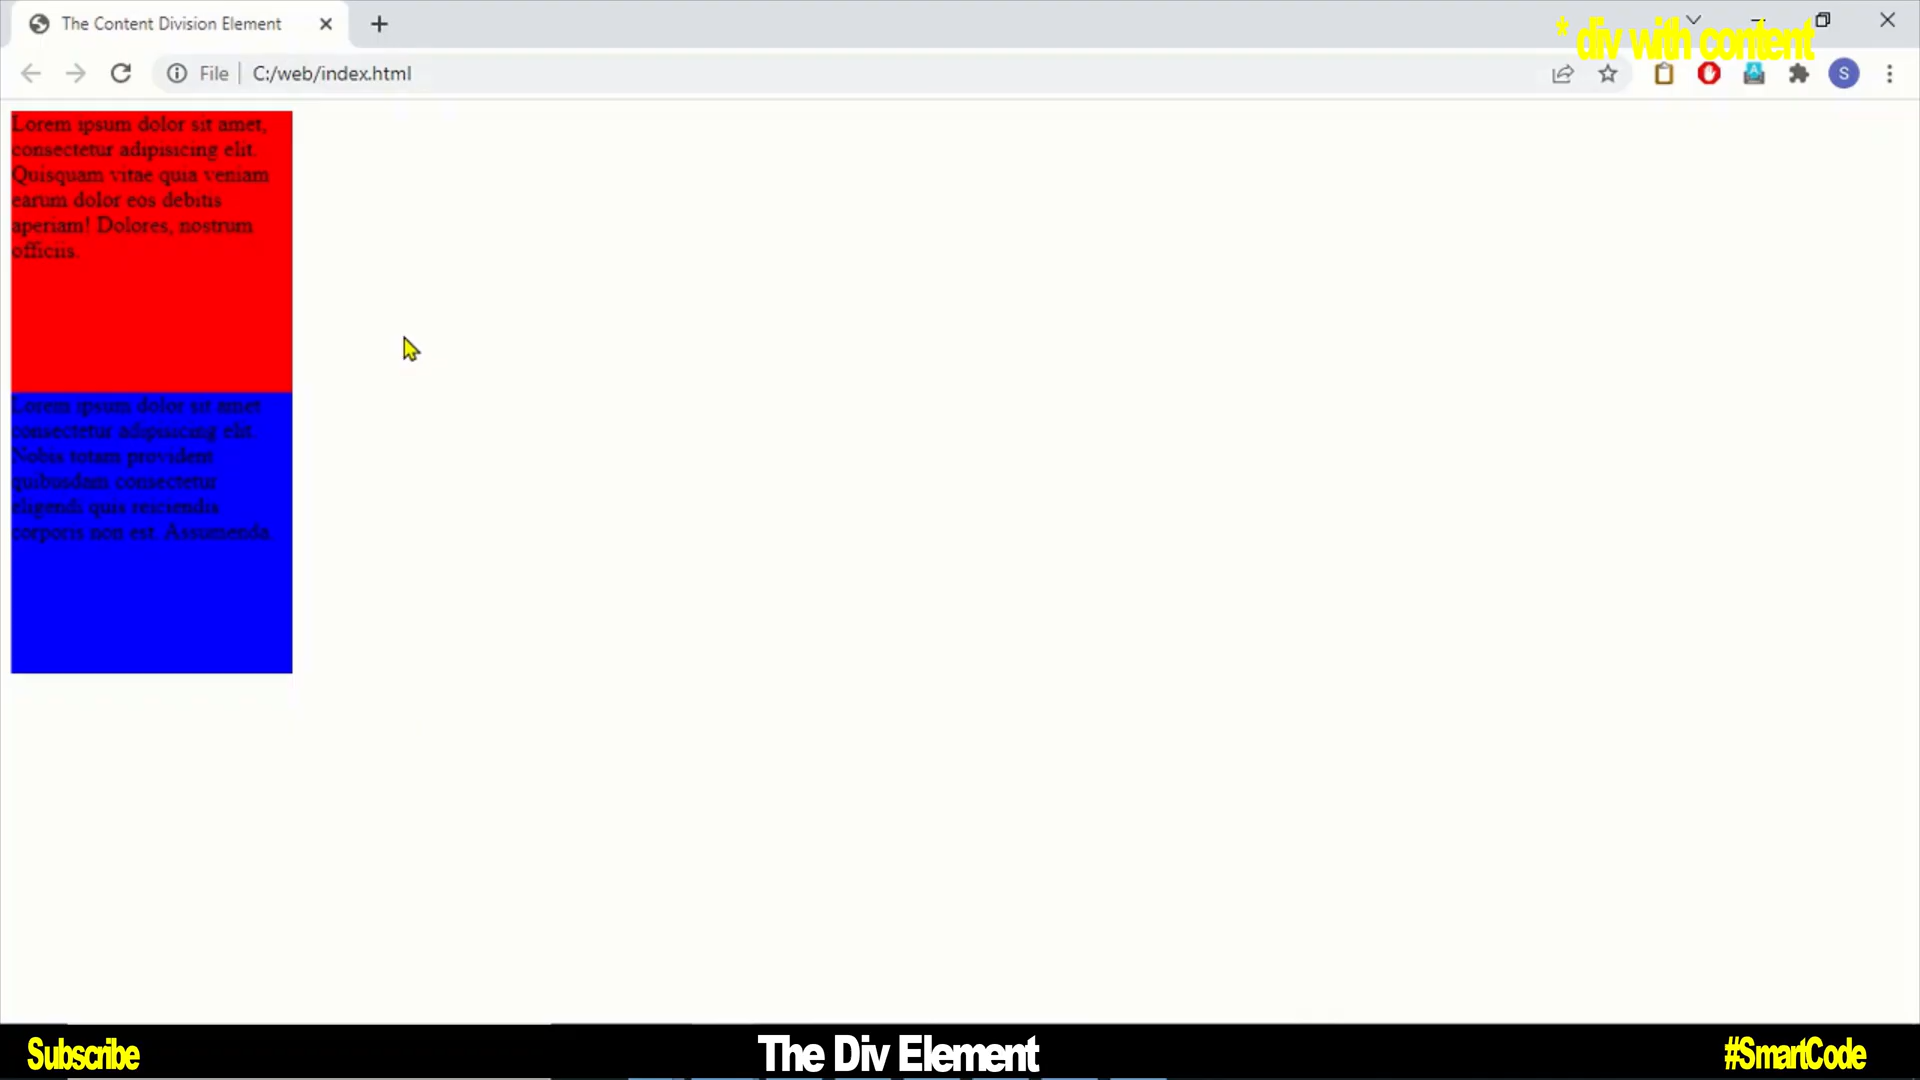 The Content Division Element
* div with content
File
C:/web/index.html
A
S
Lorem ipsum dolor sit amet,
consectetur adipisicing elit.
Quisquam vitae quia veniam
earum dolor eos debitis
aperiam! Dolores, nostrum
officiis.
Lorem ipsum dolor sit amet
consectetur adipisicing elit.
Nobis totam provident
quibusdam consectetur
eligendi quis reiciendis
corporis non est. Assumenda.
Subscribe
The Div Element
#SmartCode